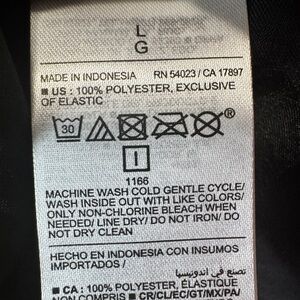 L
G
MADE IN INDONESIA RN 54023 / CA 17897
■ US : 100% POLYESTER, EXCLUSIVE
OF ELASTIC
30
®
I
1166
MACHINE WASH COLD GENTLE CYCLE/
WASH INSIDE OUT WITH LIKE COLORS/
ONLY NON-CHLORINE BLEACH WHEN
NEEDED/ LINE DRY/ DO NOT IRON/ DO
NOT DRY CLEAN
HECHO EN INDONESIA CON INSUMOS
IMPORTADOS /
صنع في اندونيسيا
■ CA : 100% POLYESTER, ÉLASTIQUE
NON COMPRIS ■ CR/CL/EC/GT/MX/PA/